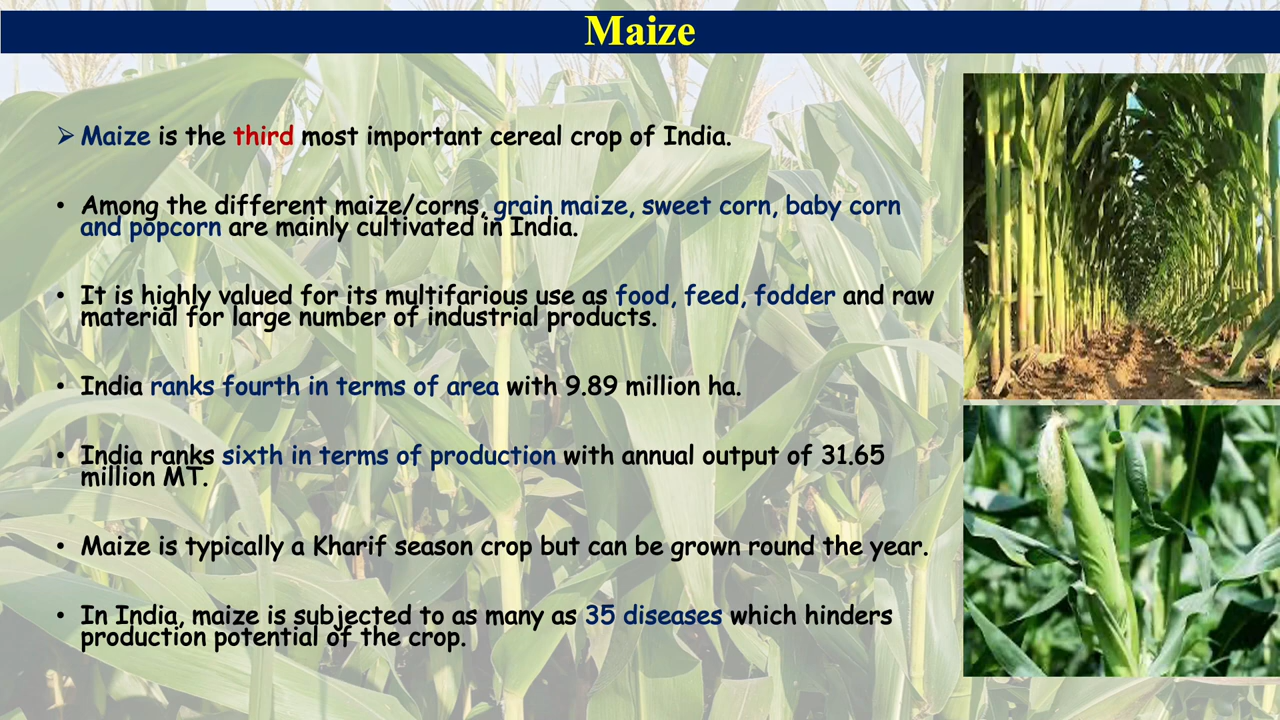 Maize
➢ Maize is the third most important cereal crop of India.
• Among the different maize/corns, grain maize, sweet corn, baby corn
and popcorn are mainly cultivated in India.
• It is highly valued for its multifarious use as food, feed, fodder and raw
material for large number of industrial products.
• India ranks fourth in terms of area with 9.89 million ha.
• India ranks sixth in terms of production with annual output of 31.65
million MT.
• Maize is typically a Kharif season crop but can be grown round the year.
• In India, maize is subjected to as many as 35 diseases which hinders
production potential of the crop.